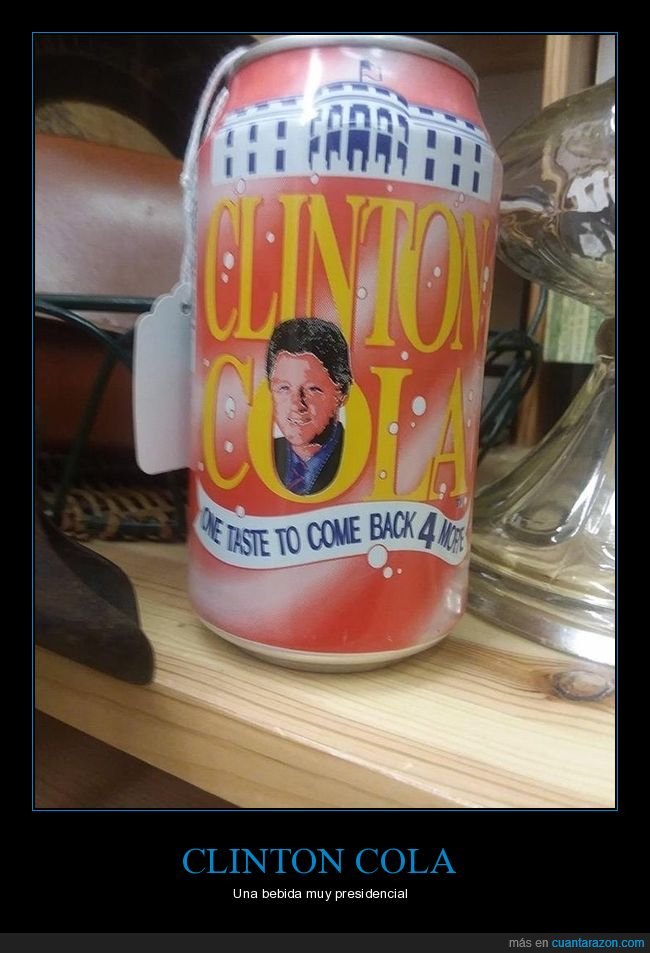 CLINTON
COLA
ONE TASTE TO COME BACK 4 MORE
CLINTON COLA
Una bebida muy presidencial
más en cuantarazon.com